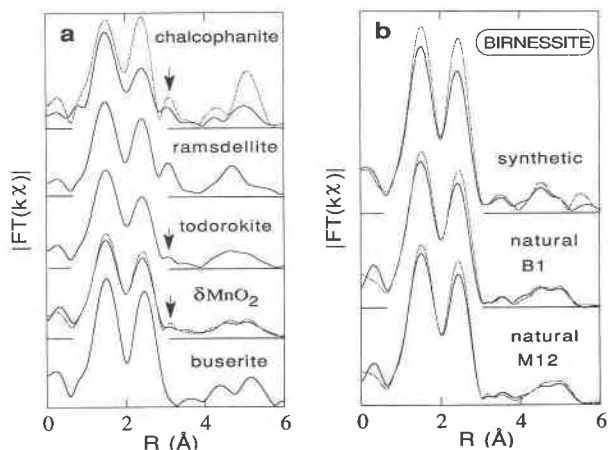 a
chalcophanite
ramsdellite
todorokite
δMnO₂
buserite
|FT(kχ)|
0 2 4 6
R (Å)
b
BIRNESSITE
synthetic
natural
B1
natural
M12
|FT(kχ)|
0 2 4 6
R (Å)